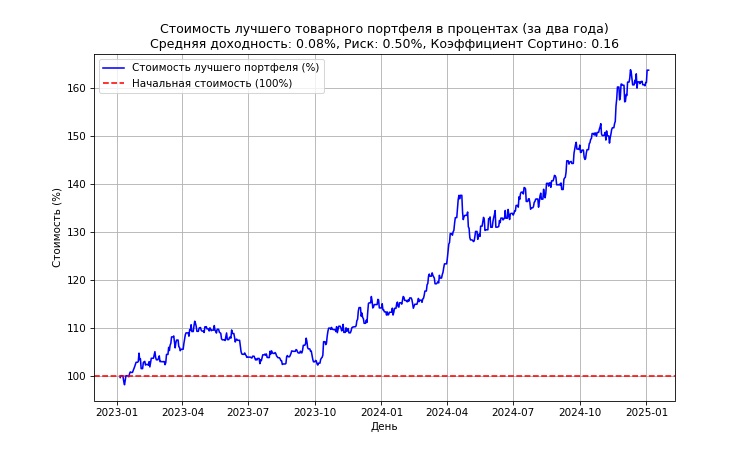 Стоимость лучшего товарного портфеля в процентах (за два года)
Средняя доходность: 0.08%, Риск: 0.50%, Коэффициент Сортино: 0.16
Стоимость лучшего портфеля (%)
Начальная стоимость (100%)
Стоимость (%)
160
150
140
130
120
110
100
2023-01 2023-04 2023-07 2023-10 2024-01 2024-04 2024-07 2024-10 2025-01
День